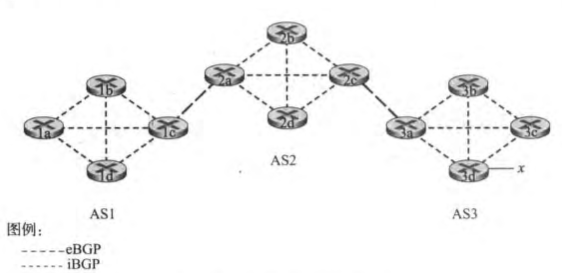 2b
2a
2c
2d
1b
1a
1c
1d
3b
3a
3c
3d
x
AS2
AS1
AS3
图例：
eBGP
iBGP